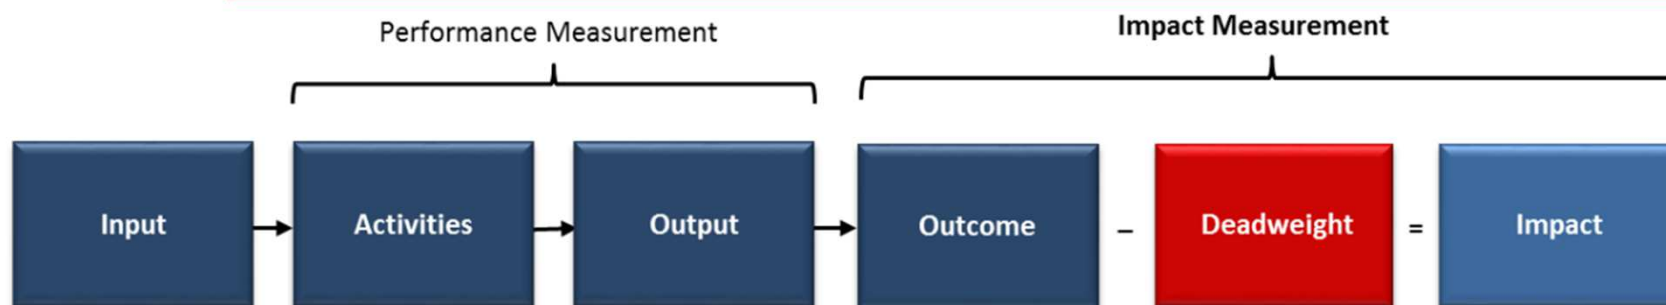 Performance Measurement
Impact Measurement
Input
Activities
Output
Outcome
–
Deadweight
=
Impact